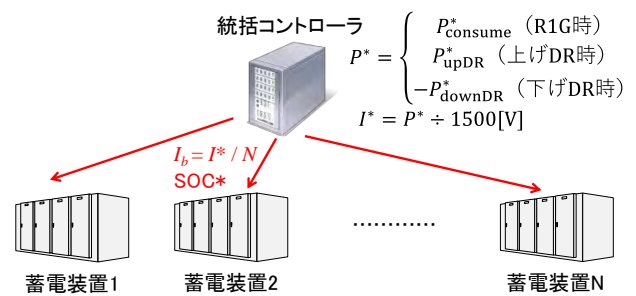 統括コントローラ
P* = { P*consume （R1G時）
P*upDR （上げDR時）
−P*downDR （下げDR時）
I* = P* ÷ 1500[V]
Ib = I* / N
SOC*
…………
蓄電装置1
蓄電装置2
蓄電装置N